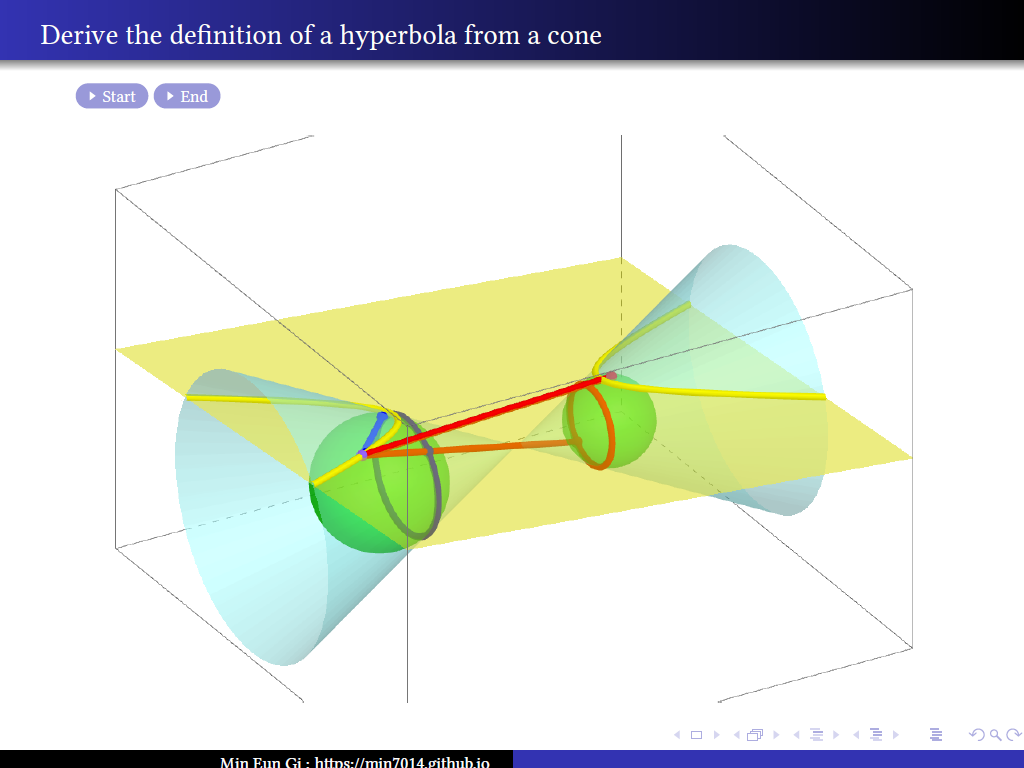 Derive the definition of a hyperbola from a cone
Start End
Min Eun Gi : https://min7014.github.io